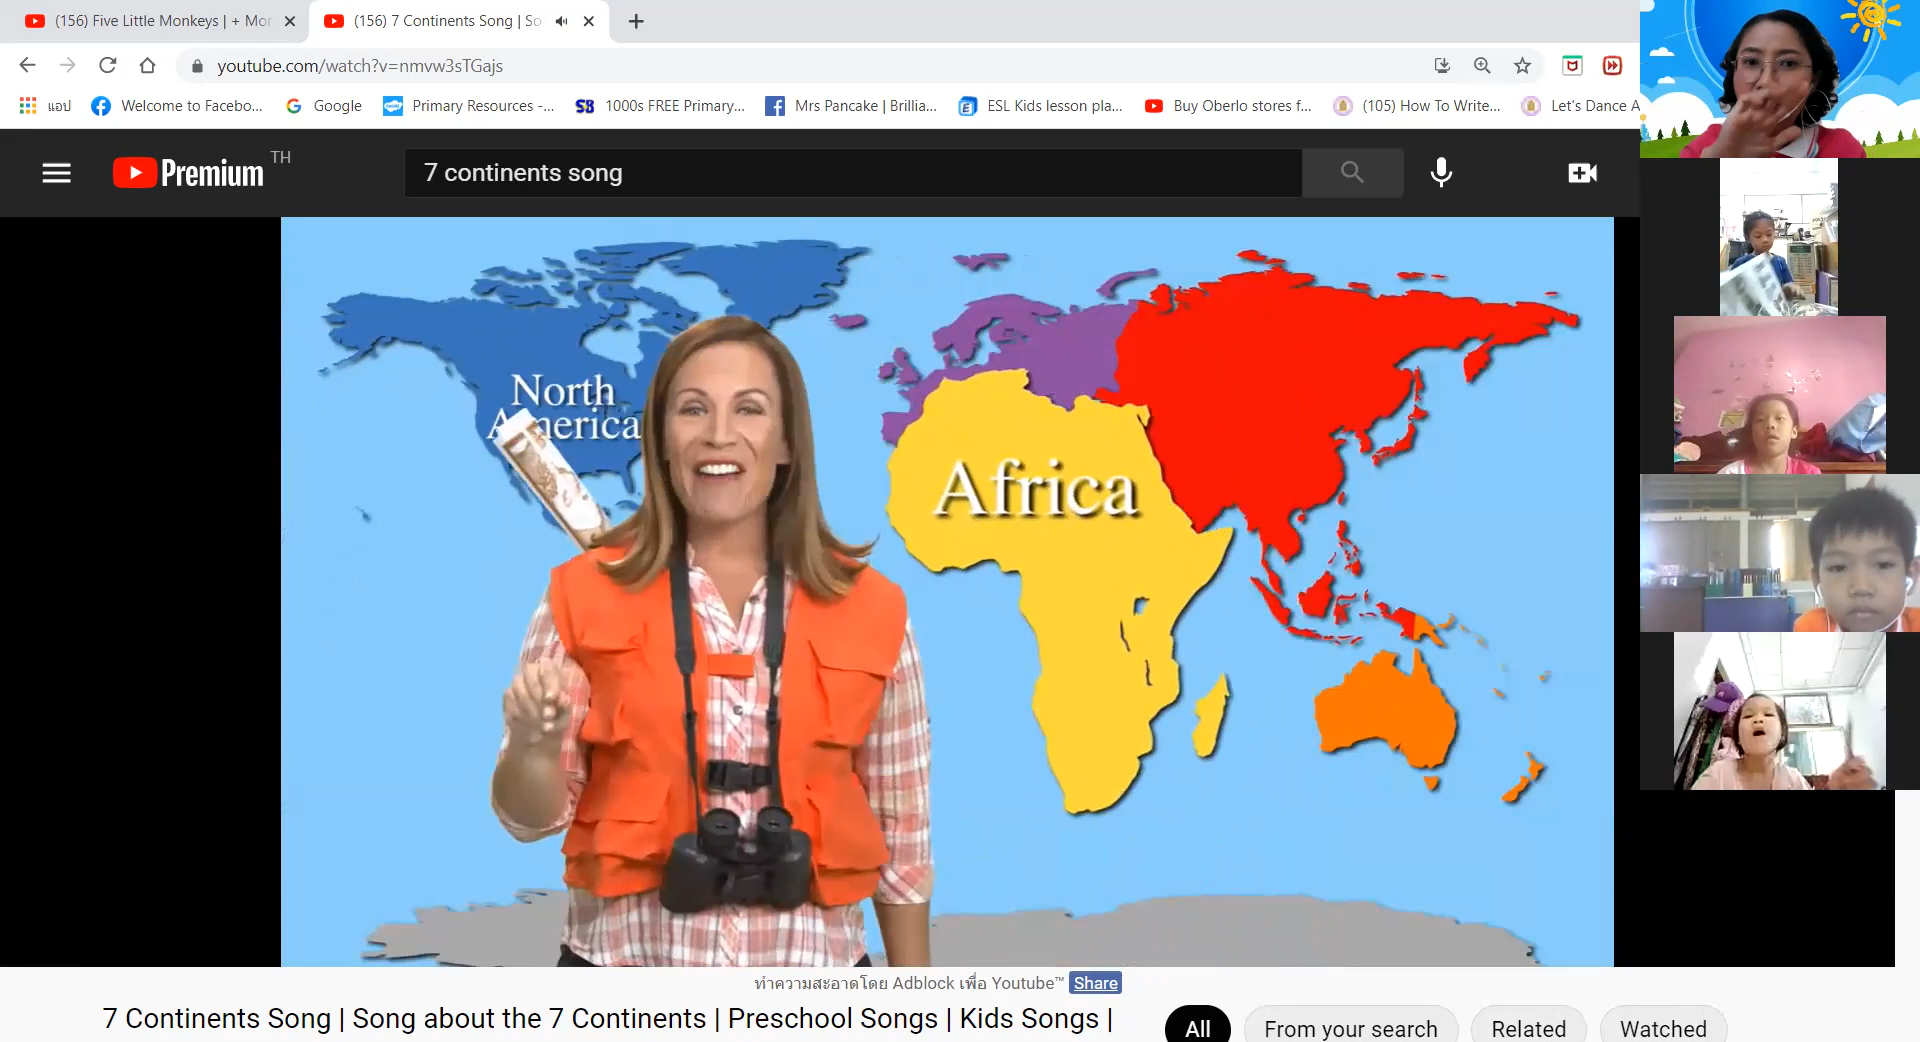 (156) Five Little Monkeys | + Mor
(156) 7 Continents Song | So
youtube.com/watch?v=nmvw3sTGajs
แอป
Welcome to Facebo...
Google
Primary Resources -...
1000s FREE Primary...
Mrs Pancake | Brillia...
ESL Kids lesson pla...
Buy Oberlo stores f...
(105) How To Write...
Let's Dance A
Premium TH
7 continents song
North
America
Africa
ทำความสะอาดโดย Adblock เพื่อ Youtube™ Share
7 Continents Song | Song about the 7 Continents | Preschool Songs | Kids Songs |
All
From your search
Related
Watched